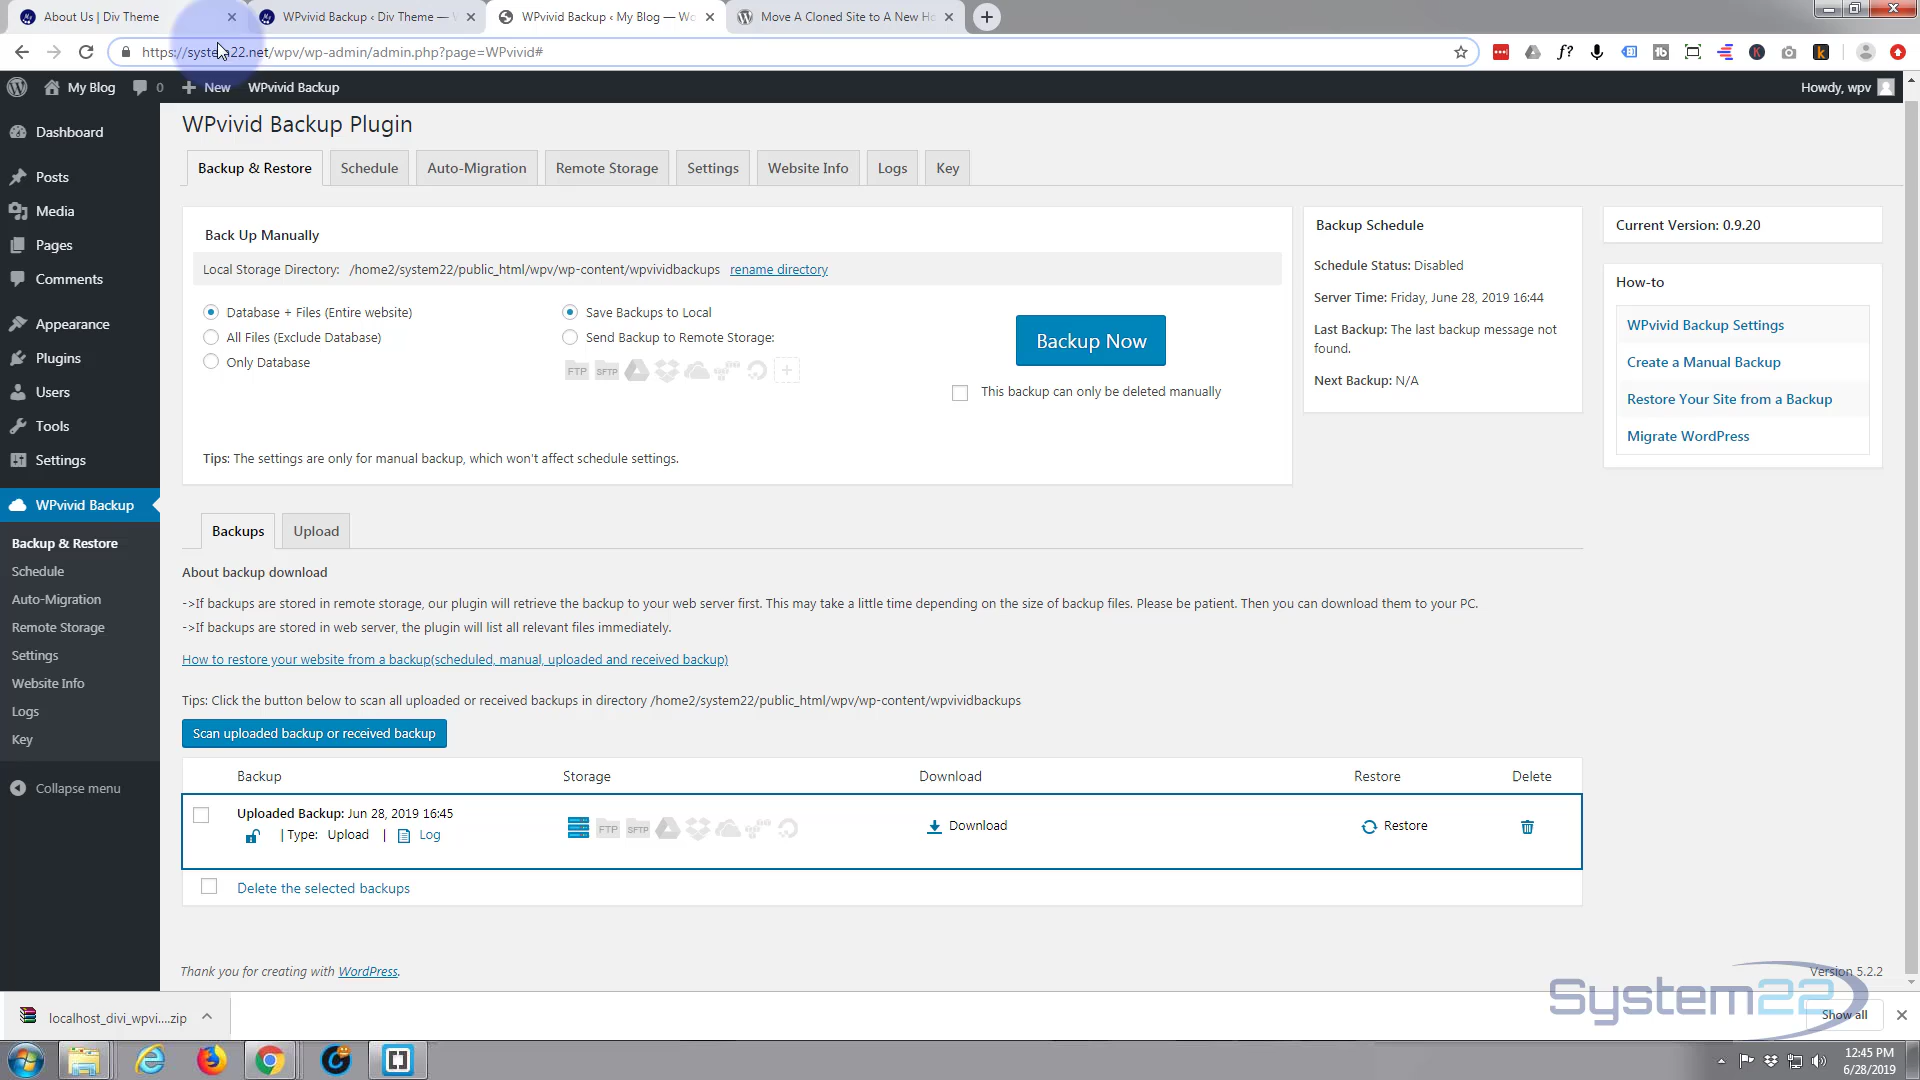 About Us | Div Theme
WPvivid Backup ‹ Div Theme — W
WPvivid Backup ‹ My Blog — Wo
Move A Cloned Site to A New Ho
https://system22.net/wpv/wp-admin/admin.php?page=WPvivid#
My Blog
0
New
WPvivid Backup
Howdy, wpv
Dashboard
Posts
Media
Pages
Comments
Appearance
Plugins
Users
Tools
Settings
WPvivid Backup
Backup & Restore
Schedule
Auto-Migration
Remote Storage
Settings
Website Info
Logs
Key
Collapse menu
WPvivid Backup Plugin
Backup & Restore
Schedule
Auto-Migration
Remote Storage
Settings
Website Info
Logs
Key
Back Up Manually
Local Storage Directory: /home2/system22/public_html/wpv/wp-content/wpvividbackups rename directory
Database + Files (Entire website)
All Files (Exclude Database)
Only Database
Save Backups to Local
Send Backup to Remote Storage:
FTP SFTP
Backup Now
This backup can only be deleted manually
Tips: The settings are only for manual backup, which won't affect schedule settings.
Backup Schedule
Schedule Status: Disabled
Server Time: Friday, June 28, 2019 16:44
Last Backup: The last backup message not
found.
Next Backup: N/A
Current Version: 0.9.20
How-to
WPvivid Backup Settings
Create a Manual Backup
Restore Your Site from a Backup
Migrate WordPress
Backups
Upload
About backup download
->If backups are stored in remote storage, our plugin will retrieve the backup to your web server first. This may take a little time depending on the size of backup files. Please be patient. Then you can download them to your PC.
->If backups are stored in web server, the plugin will list all relevant files immediately.
How to restore your website from a backup(scheduled, manual, uploaded and received backup)
Tips: Click the button below to scan all uploaded or received backups in directory /home2/system22/public_html/wpv/wp-content/wpvividbackups
Scan uploaded backup or received backup
Backup Storage Download Restore Delete
Uploaded Backup: Jun 28, 2019 16:45
| Type: Upload | Log
FTP SFTP
Download
Restore
Delete the selected backups
Thank you for creating with WordPress.
Version 5.2.2
System22
localhost_divi_wpvi....zip
Show all
12:45 PM
6/28/2019